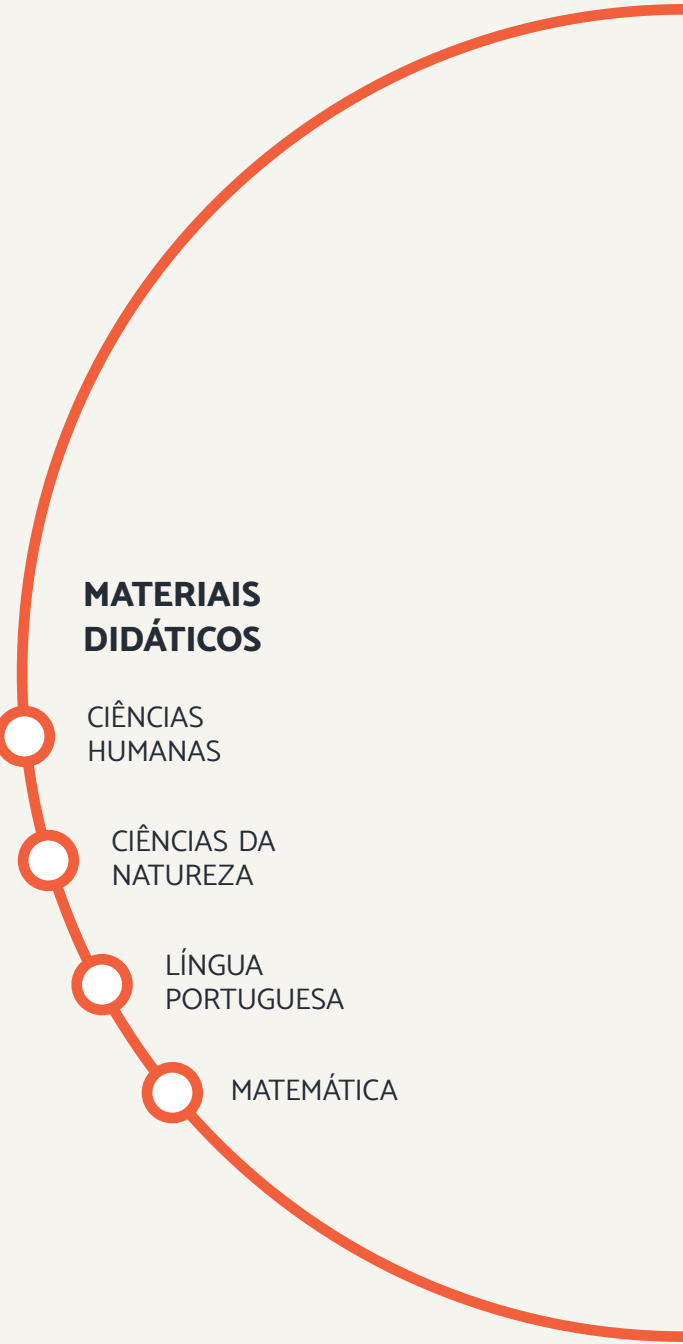 MATERIAIS
DIDÁTICOS
CIÊNCIAS
HUMANAS
CIÊNCIAS DA
NATUREZA
LÍNGUA
PORTUGUESA
MATEMÁTICA